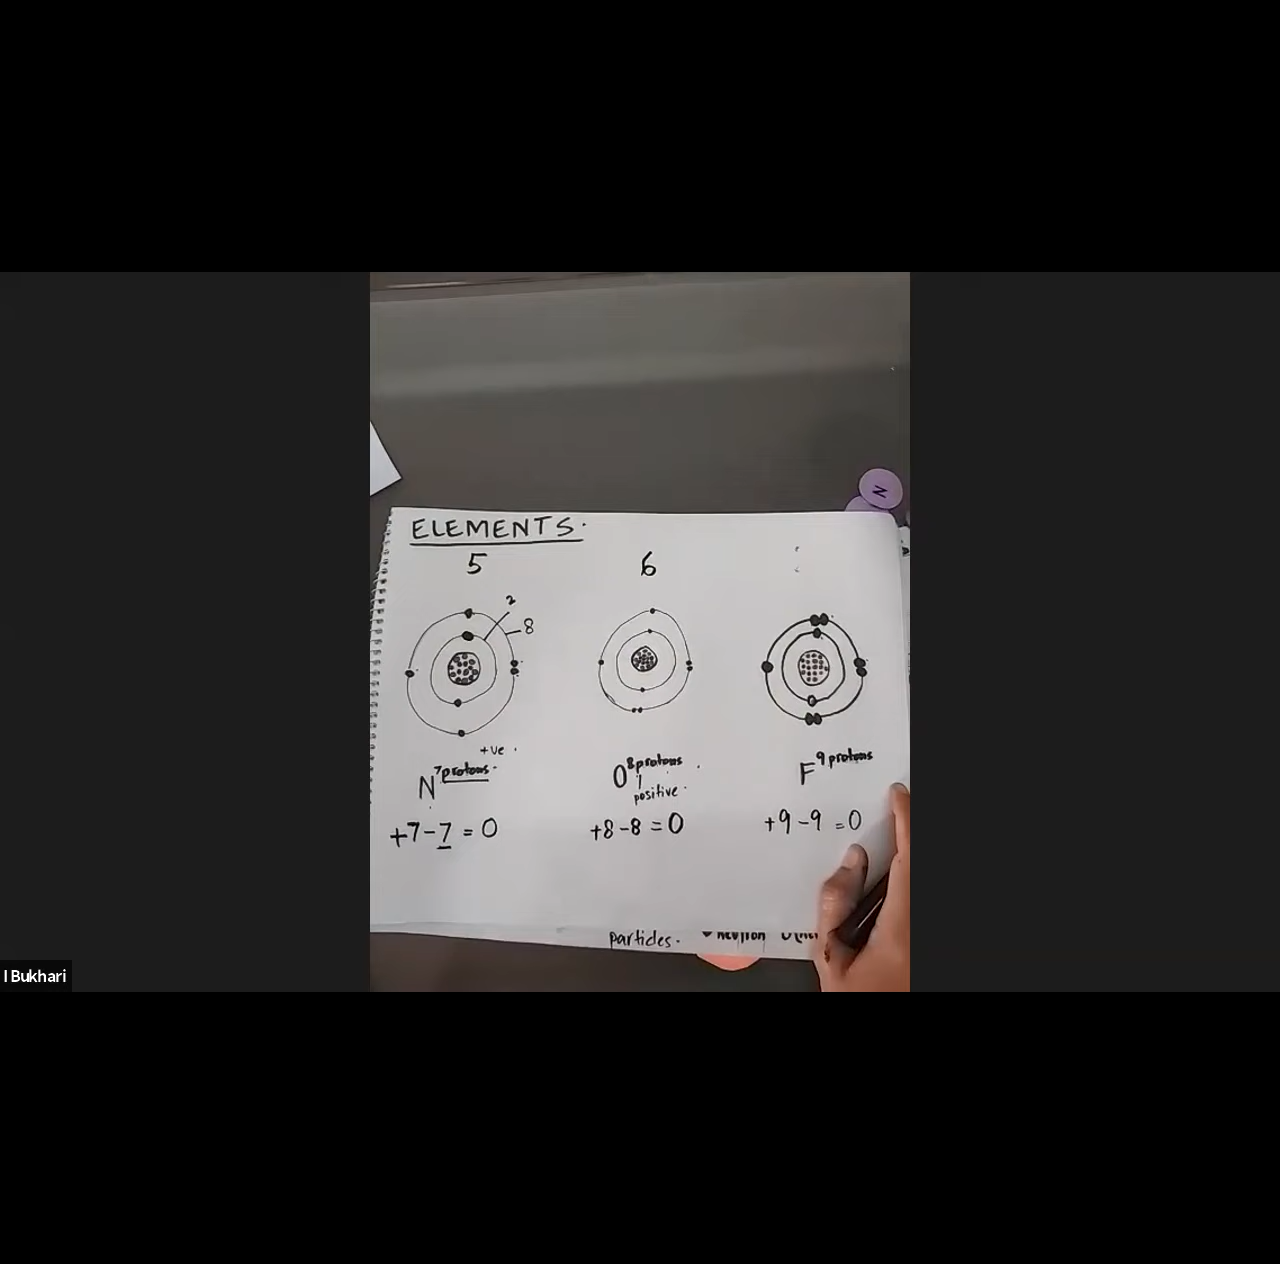 N
ELEMENTS.
5
6
2
8
+ve
N 7 protons.
O 8 protons
positive
F 9 protons
+7-7 = 0
+8-8 = 0
+9-9 = 0
particles.
I Bukhari